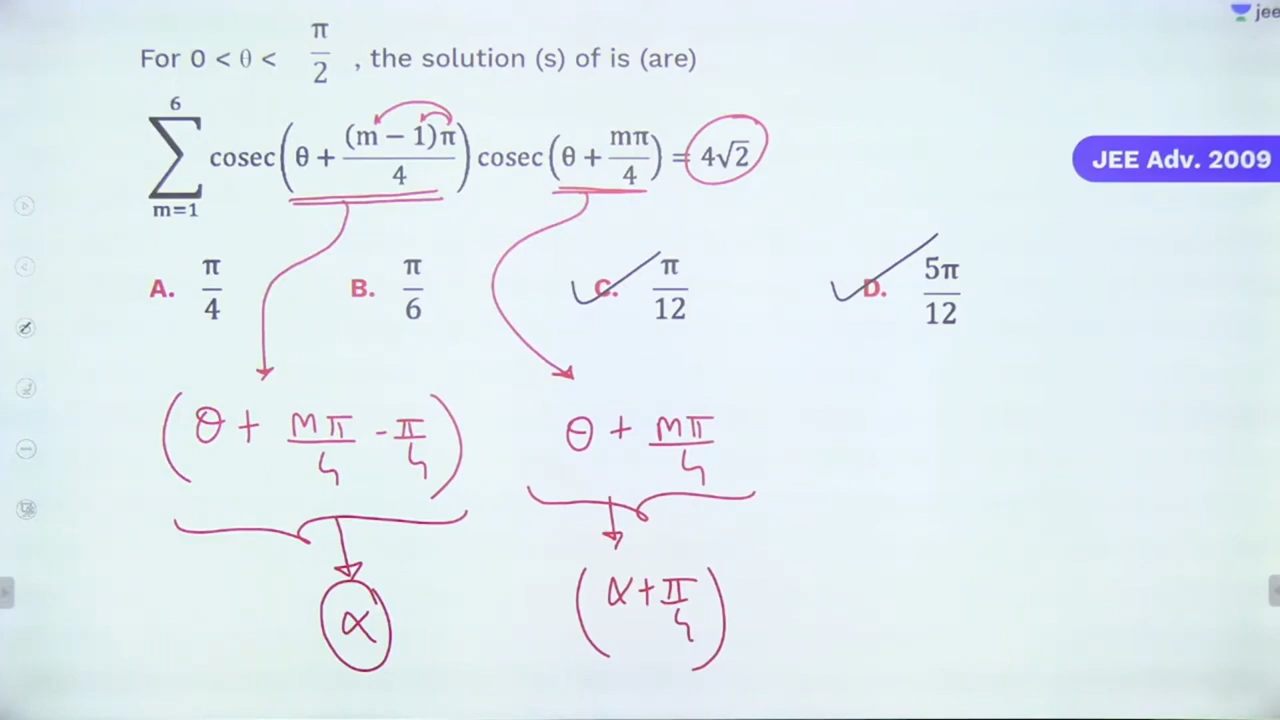 jee
For 0 < θ < π/2 , the solution (s) of is (are)
∑_{m=1}^{6} cosec(θ + (m − 1)π/4) cosec(θ + mπ/4) = 4√2
JEE Adv. 2009
A. π/4 B. π/6 C. π/12 D. 5π/12
(θ + mπ/4 - π/4) θ + mπ/4
α (α + π/4)